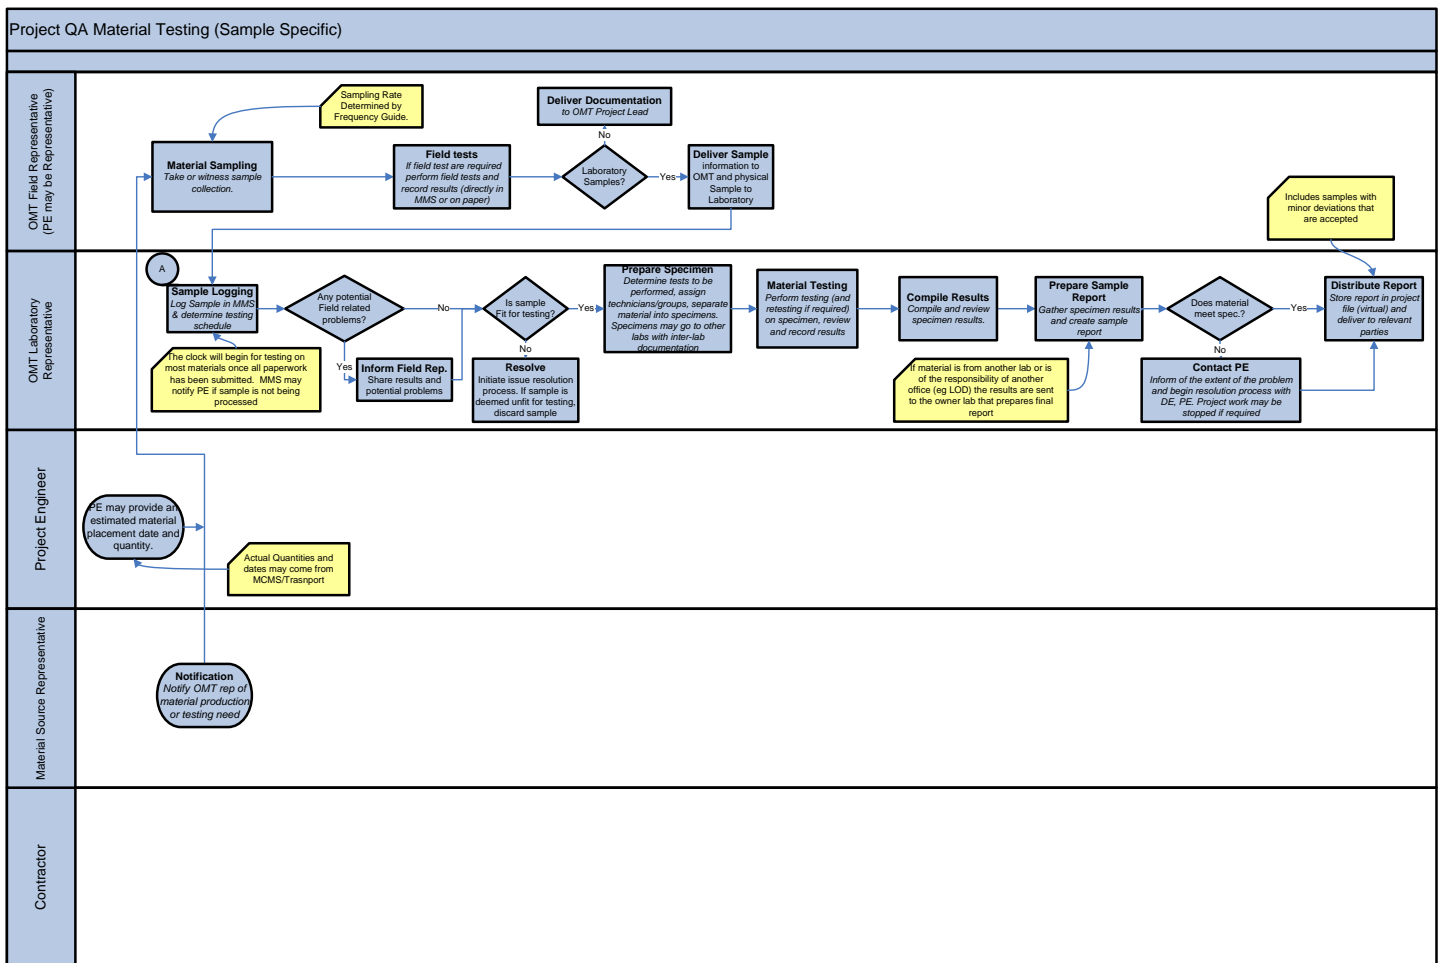 Project QA Material Testing (Sample Specific)
OMT Field Representative
(PE may be Representative)
Sampling Rate
Determined by
Frequency Guide.
Material Sampling
Take or witness sample
collection.
Field tests
If field test are required
perform field tests and
record results (directly in
MMS or on paper)
Deliver Documentation
to OMT Project Lead
No
Laboratory
Samples?
Yes
Deliver Sample
information to
OMT and physical
Sample to
Laboratory
Includes samples with
minor deviations that
are accepted
OMT Laboratory
Representative
A
Sample Logging
Log Sample in MMS
& determine testing
schedule
The clock will begin for testing on
most materials once all paperwork
has been submitted. MMS may
notify PE if sample is not being
processed
Any potential
Field related
problems?
No
Yes
Inform Field Rep.
Share results and
potential problems
Is sample
Fit for testing?
Yes
No
Resolve
Initiate issue resolution
process. If sample is
deemed unfit for testing,
discard sample
Prepare Specimen
Determine tests to be
performed, assign
technicians/groups, separate
material into specimens.
Specimens may go to other
labs with inter-lab
documentation
Material Testing
Perform testing (and
retesting if required)
on specimen, review
and record results
Compile Results
Compile and review
specimen results.
Prepare Sample
Report
Gather specimen results
and create sample
report
If material is from another lab or is
of the responsibility of another
office (eg LOD) the results are sent
to the owner lab that prepares final
report
Does material
meet spec.?
Yes
No
Contact PE
Inform of the extent of the problem
and begin resolution process with
DE, PE. Project work may be
stopped if required
Distribute Report
Store report in project
file (virtual) and
deliver to relevant
parties
Project Engineer
PE may provide an
estimated material
placement date and
quantity.
Actual Quantities and
dates may come from
MCMS/Trasnport
Material Source Representative
Notification
Notify OMT rep of
material production
or testing need
Contractor